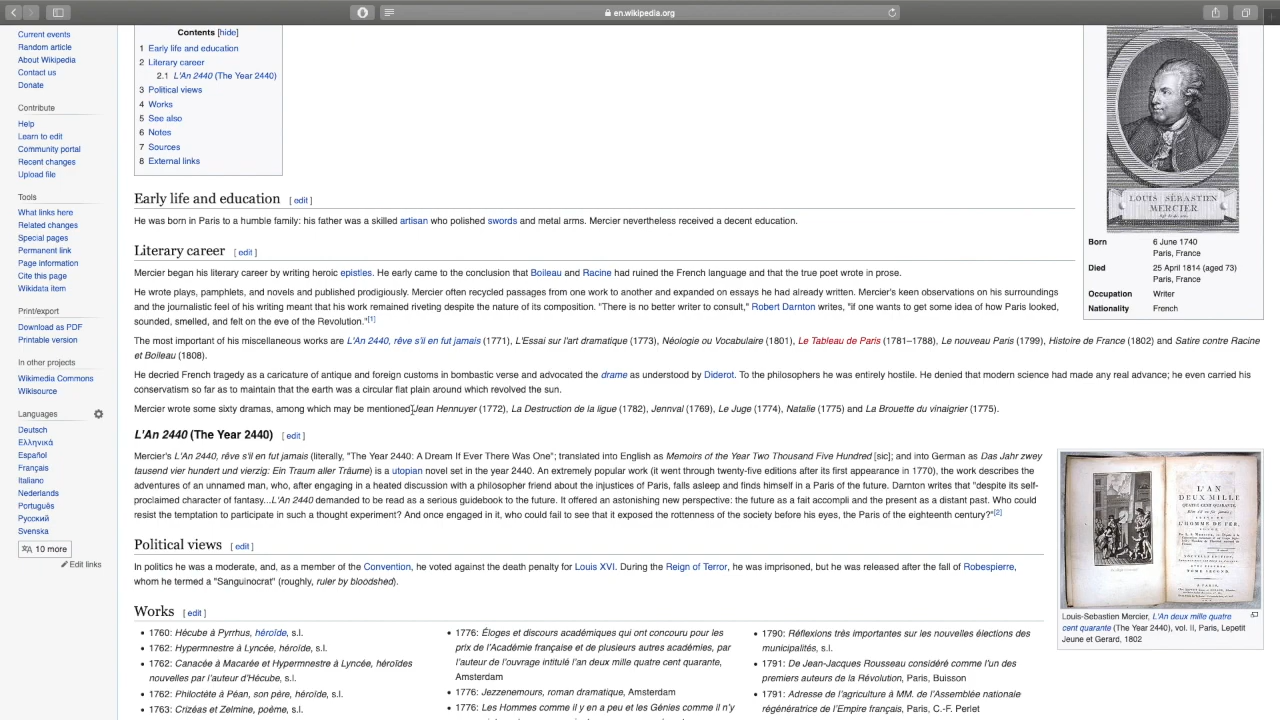 en.wikipedia.org
Current events
Random article
About Wikipedia
Contact us
Donate
Contribute
Help
Learn to edit
Community portal
Recent changes
Upload file
Tools
What links here
Related changes
Special pages
Permanent link
Page information
Cite this page
Wikidata item
Print/export
Download as PDF
Printable version
In other projects
Wikimedia Commons
Wikisource
Languages
Deutsch
Ελληνικά
Español
Français
Italiano
Nederlands
Português
Русский
Svenska
10 more
Edit links
Contents [hide]
1 Early life and education
2 Literary career
2.1 L'An 2440 (The Year 2440)
3 Political views
4 Works
5 See also
6 Notes
7 Sources
8 External links
Early life and education [ edit ]
He was born in Paris to a humble family: his father was a skilled artisan who polished swords and metal arms. Mercier nevertheless received a decent education.
Literary career [ edit ]
Mercier began his literary career by writing heroic epistles. He early came to the conclusion that Boileau and Racine had ruined the French language and that the true poet wrote in prose.
He wrote plays, pamphlets, and novels and published prodigiously. Mercier often recycled passages from one work to another and expanded on essays he had already written. Mercier's keen observations on his surroundings
and the journalistic feel of his writing meant that his work remained riveting despite the nature of its composition. "There is no better writer to consult," Robert Darnton writes, "if one wants to get some idea of how Paris looked,
sounded, smelled, and felt on the eve of the Revolution."[1]
The most important of his miscellaneous works are L'An 2440, rêve s'il en fut jamais (1771), L'Essai sur l'art dramatique (1773), Néologie ou Vocabulaire (1801), Le Tableau de Paris (1781–1788), Le nouveau Paris (1799), Histoire de France (1802) and Satire contre Racine
et Boileau (1808).
He decried French tragedy as a caricature of antique and foreign customs in bombastic verse and advocated the drame as understood by Diderot. To the philosophers he was entirely hostile. He denied that modern science had made any real advance; he even carried his
conservatism so far as to maintain that the earth was a circular flat plain around which revolved the sun.
Mercier wrote some sixty dramas, among which may be mentioned Jean Hennuyer (1772), La Destruction de la ligue (1782), Jennval (1769), Le Juge (1774), Natalie (1775) and La Brouette du vinaigrier (1775).
L'An 2440 (The Year 2440) [ edit ]
Mercier's L'An 2440, rêve s'il en fut jamais (literally, "The Year 2440: A Dream If Ever There Was One"; translated into English as Memoirs of the Year Two Thousand Five Hundred [sic]; and into German as Das Jahr zwey
tausend vier hundert und vierzig: Ein Traum aller Träume) is a utopian novel set in the year 2440. An extremely popular work (it went through twenty-five editions after its first appearance in 1770), the work describes the
adventures of an unnamed man, who, after engaging in a heated discussion with a philosopher friend about the injustices of Paris, falls asleep and finds himself in a Paris of the future. Darnton writes that "despite its self-
proclaimed character of fantasy...L'An 2440 demanded to be read as a serious guidebook to the future. It offered an astonishing new perspective: the future as a fait accompli and the present as a distant past. Who could
resist the temptation to participate in such a thought experiment? And once engaged in it, who could fail to see that it exposed the rottenness of the society before his eyes, the Paris of the eighteenth century?"[2]
Political views [ edit ]
In politics he was a moderate, and, as a member of the Convention, he voted against the death penalty for Louis XVI. During the Reign of Terror, he was imprisoned, but he was released after the fall of Robespierre,
whom he termed a "Sanguinocrat" (roughly, ruler by bloodshed).
Works [ edit ]
1760: Hécube à Pyrrhus, héroïde, s.l.
1762: Hypermnestre à Lyncée, héroïde, s.l.
1762: Canacée à Macarée et Hypermnestre à Lyncée, héroïdes
nouvelles par l'auteur d'Hécube, s.l.
1762: Philoctète à Péan, son père, héroïde, s.l.
1763: Crizéas et Zelmine, poème, s.l.
1776: Éloges et discours académiques qui ont concouru pour les
prix de l'Académie française et de plusieurs autres académies, par
l'auteur de l'ouvrage intitulé l'an deux mille quatre cent quarante,
Amsterdam
1776: Jezzenemours, roman dramatique, Amsterdam
1776: Les Hommes comme il y en a peu et les Génies comme il n'y
1790: Réflexions très importantes sur les nouvelles éiections des
municipalités, s.l.
1791: De Jean-Jacques Rousseau considéré comme l'un des
premiers auteurs de la Révolution, Paris, Buisson
1791: Adresse de l'agriculture à MM. de l'Assemblée nationale
régénératrice de l'Empire français, Paris, C.-F. Perlet
LOUIS SÉBASTIEN
MERCIER
Born 6 June 1740
Paris, France
Died 25 April 1814 (aged 73)
Paris, France
Occupation Writer
Nationality French
L'AN
DEUX MILLE
L'HOMME DE FER,
A PARIS
Louis-Sebastien Mercier, L'An deux mille quatre
cent quarante (The Year 2440), vol. II, Paris, Lepetit
Jeune et Gerard, 1802